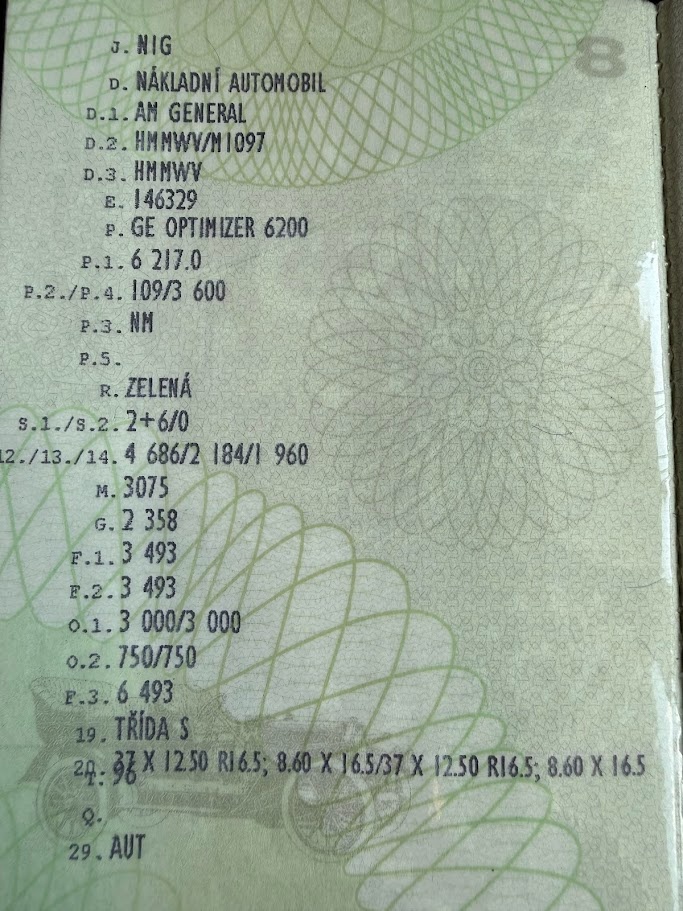 8
J. N1G
D. NÁKLADNÍ AUTOMOBIL
D.1. AM GENERAL
D.2. HMMWV/M1097
D.3. HMMWV
E. 146329
P. GE OPTIMIZER 6200
P.1. 6 217.0
P.2./P.4. 109/3 600
P.3. NM
P.5.
R. ZELENÁ
S.1./S.2. 2+6/0
12./13./14. 4 686/2 184/1 960
M. 3075
G. 2 358
F.1. 3 493
F.2. 3 493
O.1. 3 000/3 000
O.2. 750/750
F.3. 6 493
19. TŘÍDA S
20. 37 X 12.50 R16.5; 8.60 X 16.5/37 X 12.50 R16.5; 8.60 X 16.5
T. 96
Q.
29. AUT